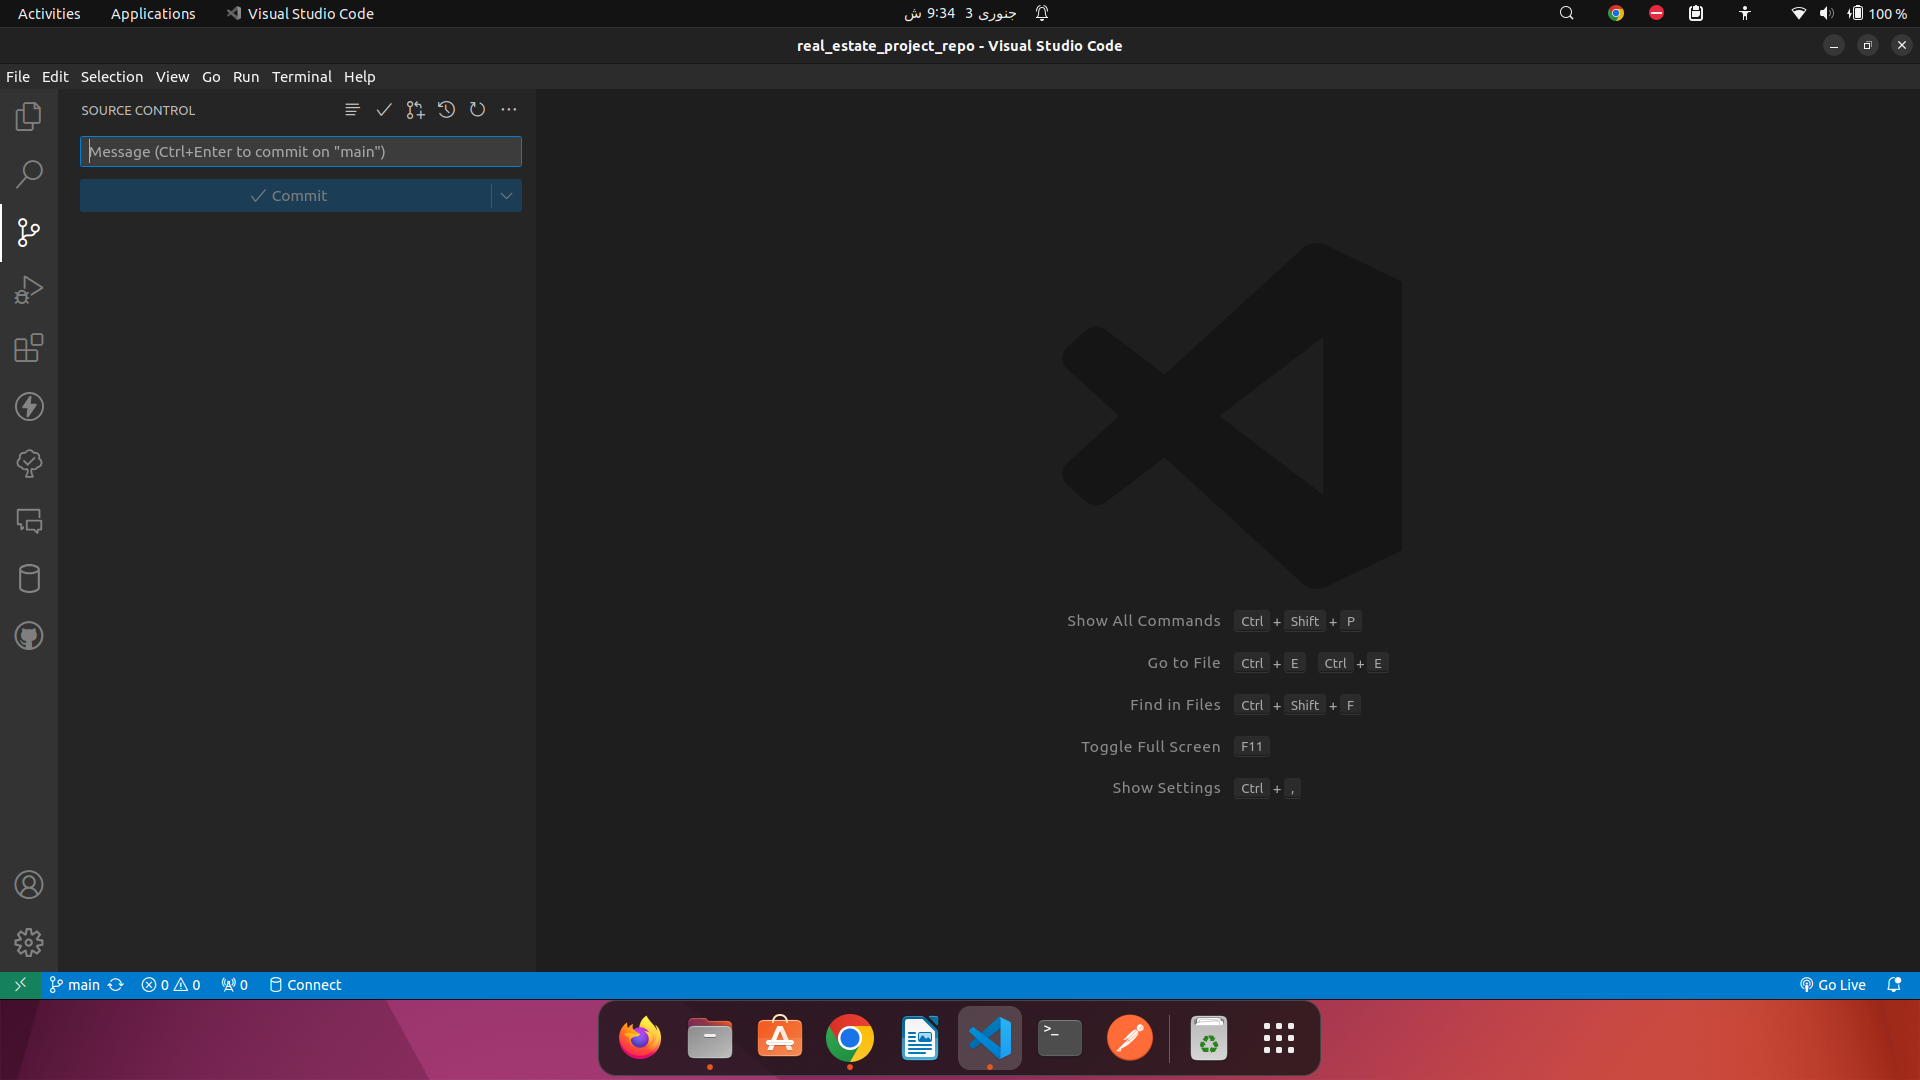 Activities Applications Visual Studio Code جنوری 3 9:34 ش 100 %
real_estate_project_repo - Visual Studio Code
File Edit Selection View Go Run Terminal Help
SOURCE CONTROL
Message (Ctrl+Enter to commit on "main")
Commit
Show All Commands Ctrl + Shift + P
Go to File Ctrl + E Ctrl + E
Find in Files Ctrl + Shift + F
Toggle Full Screen F11
Show Settings Ctrl + ,
main 0 0 0 Connect Go Live